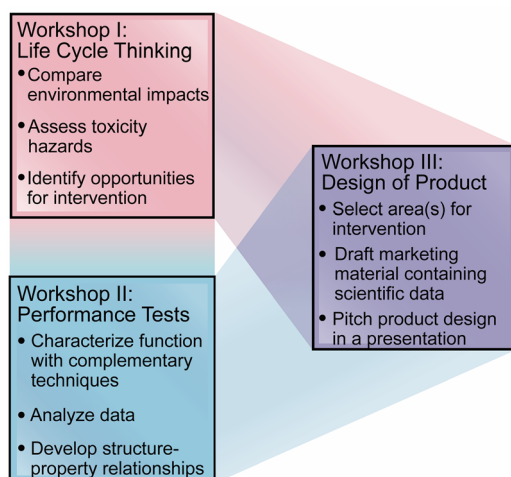 Workshop I:
Life Cycle Thinking
• Compare
environmental impacts
• Assess toxicity
hazards
• Identify opportunities
for intervention
Workshop II:
Performance Tests
• Characterize function
with complementary
techniques
• Analyze data
• Develop structure-
property relationships
Workshop III:
Design of Product
• Select area(s) for
intervention
• Draft marketing
material containing
scientific data
• Pitch product design
in a presentation